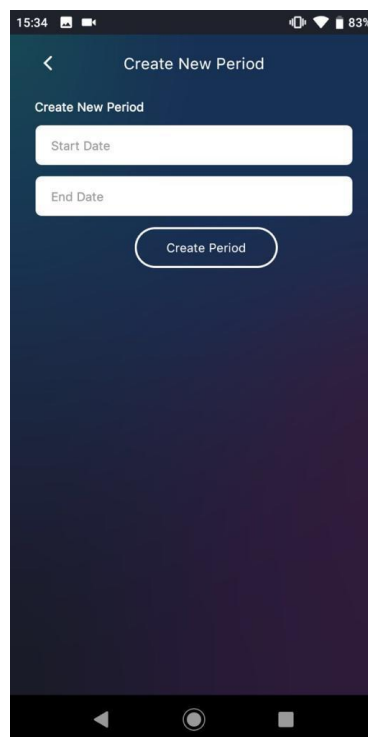 15:34 83%
Create New Period
Create New Period
Start Date
End Date
Create Period